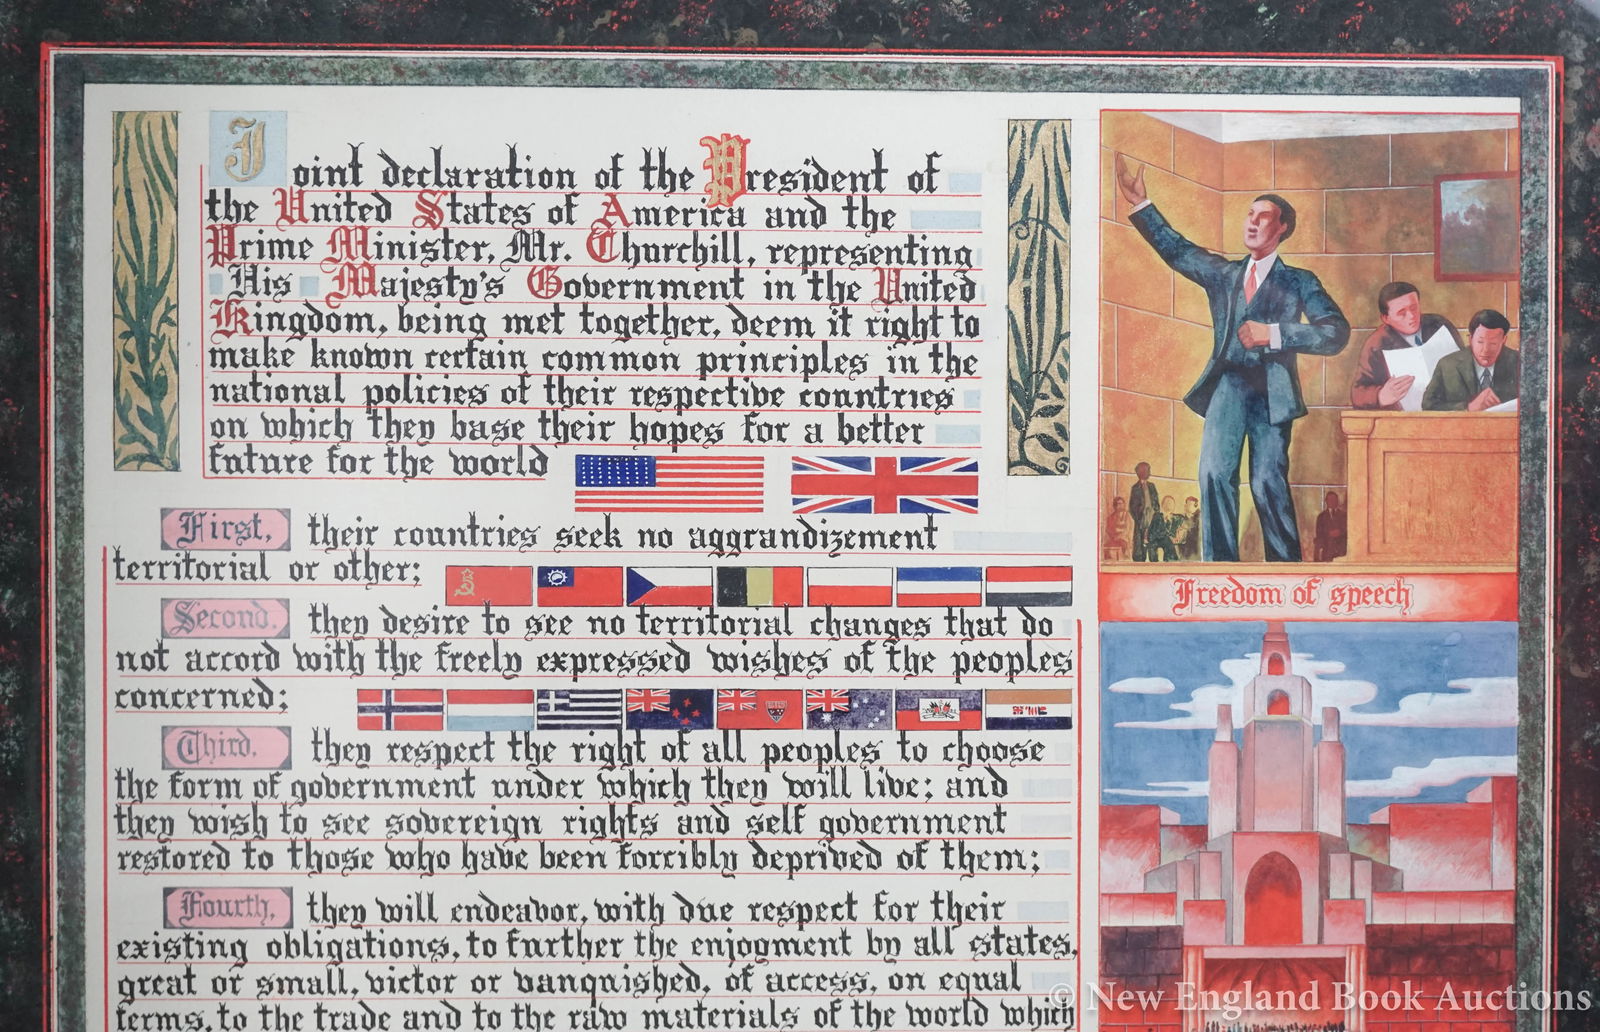 Joint declaration of the President of
the United States of America and the
Prime Minister, Mr. Churchill, representing
His Majesty's Government in the United
Kingdom, being met together, deem it right to
make known certain common principles in the
national policies of their respective countries
on which they base their hopes for a better
future for the world
First, their countries seek no aggrandizement
territorial or other;
Second, they desire to see no territorial changes that do
not accord with the freely expressed wishes of the peoples
concerned;
Third, they respect the right of all peoples to choose
the form of government under which they will live; and
they wish to see sovereign rights and self government
restored to those who have been forcibly deprived of them;
Fourth, they will endeavor, with due respect for their
existing obligations, to further the enjoyment by all states,
great or small, victor or vanquished, of access, on equal
terms, to the trade and to the raw materials of the world which
Freedom of speech
© New England Book Auctions